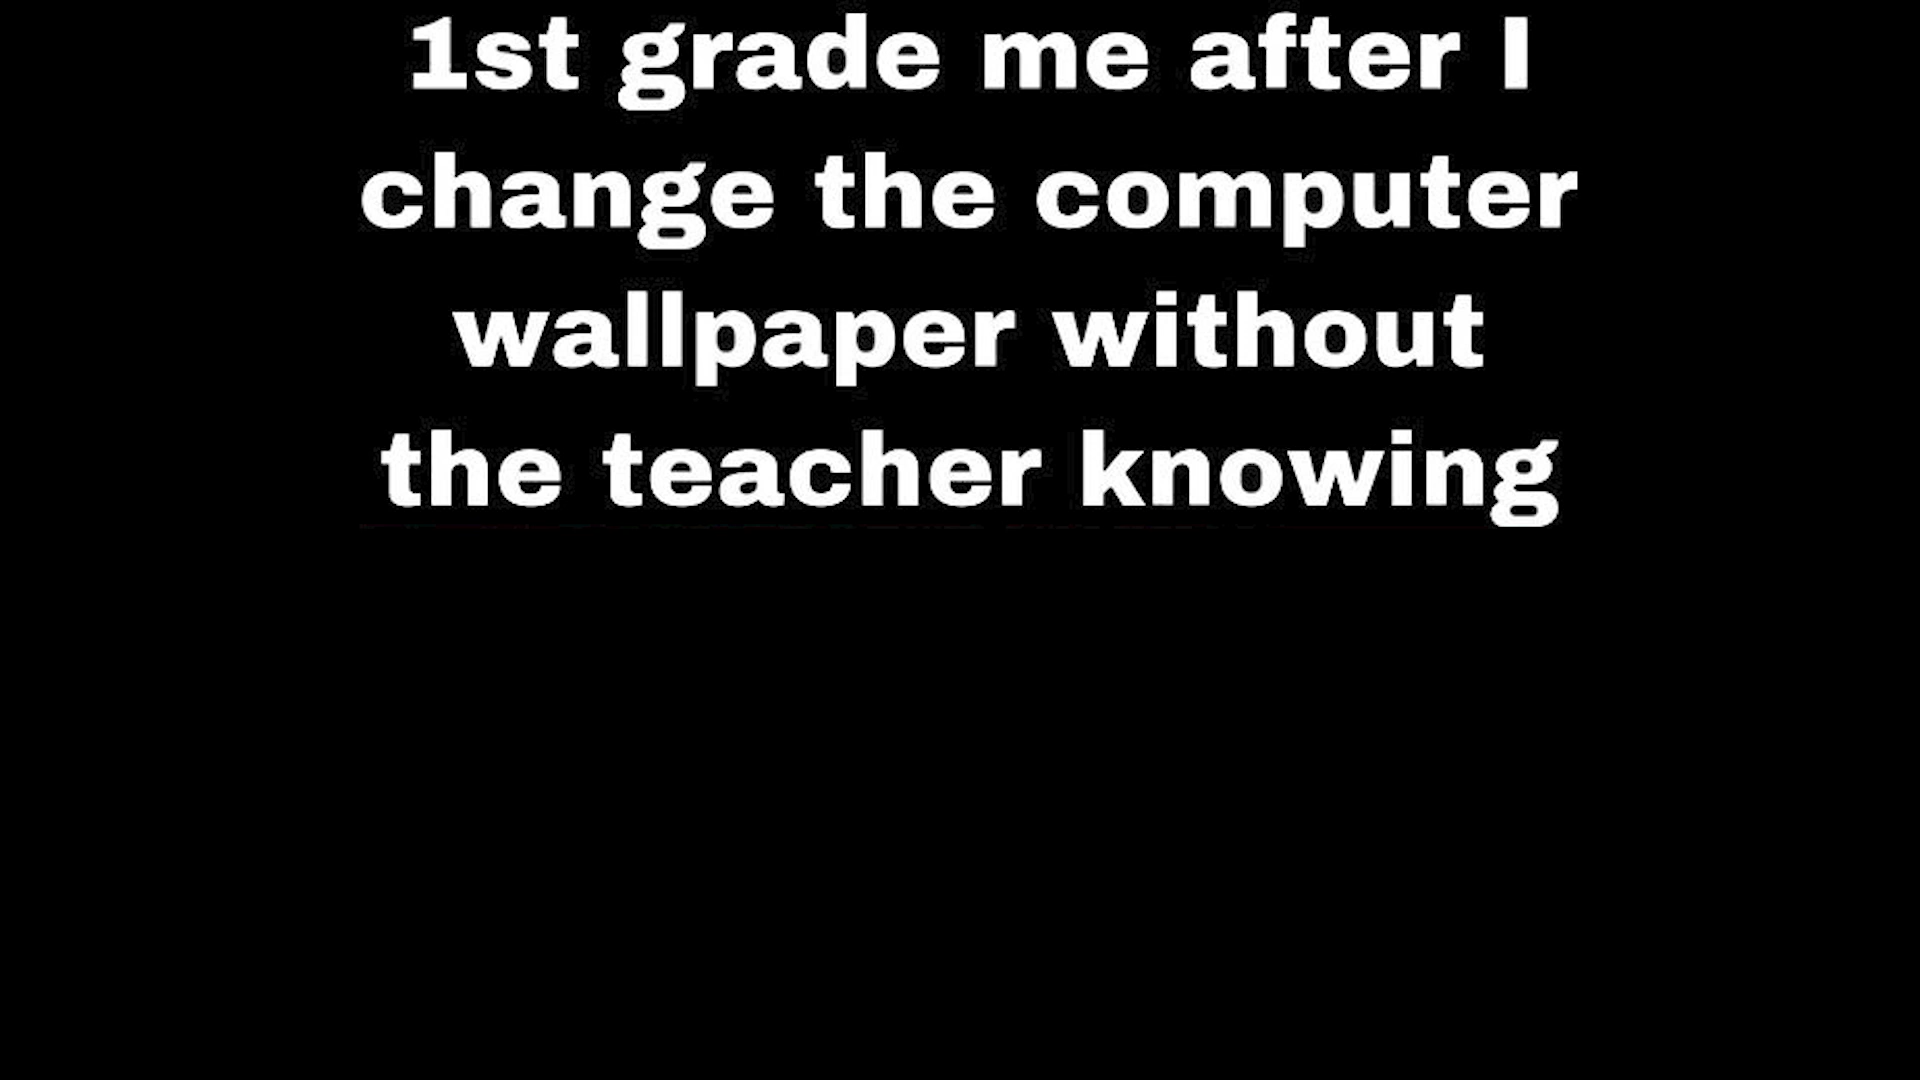 1st grade me after I
change the computer
wallpaper without
the teacher knowing